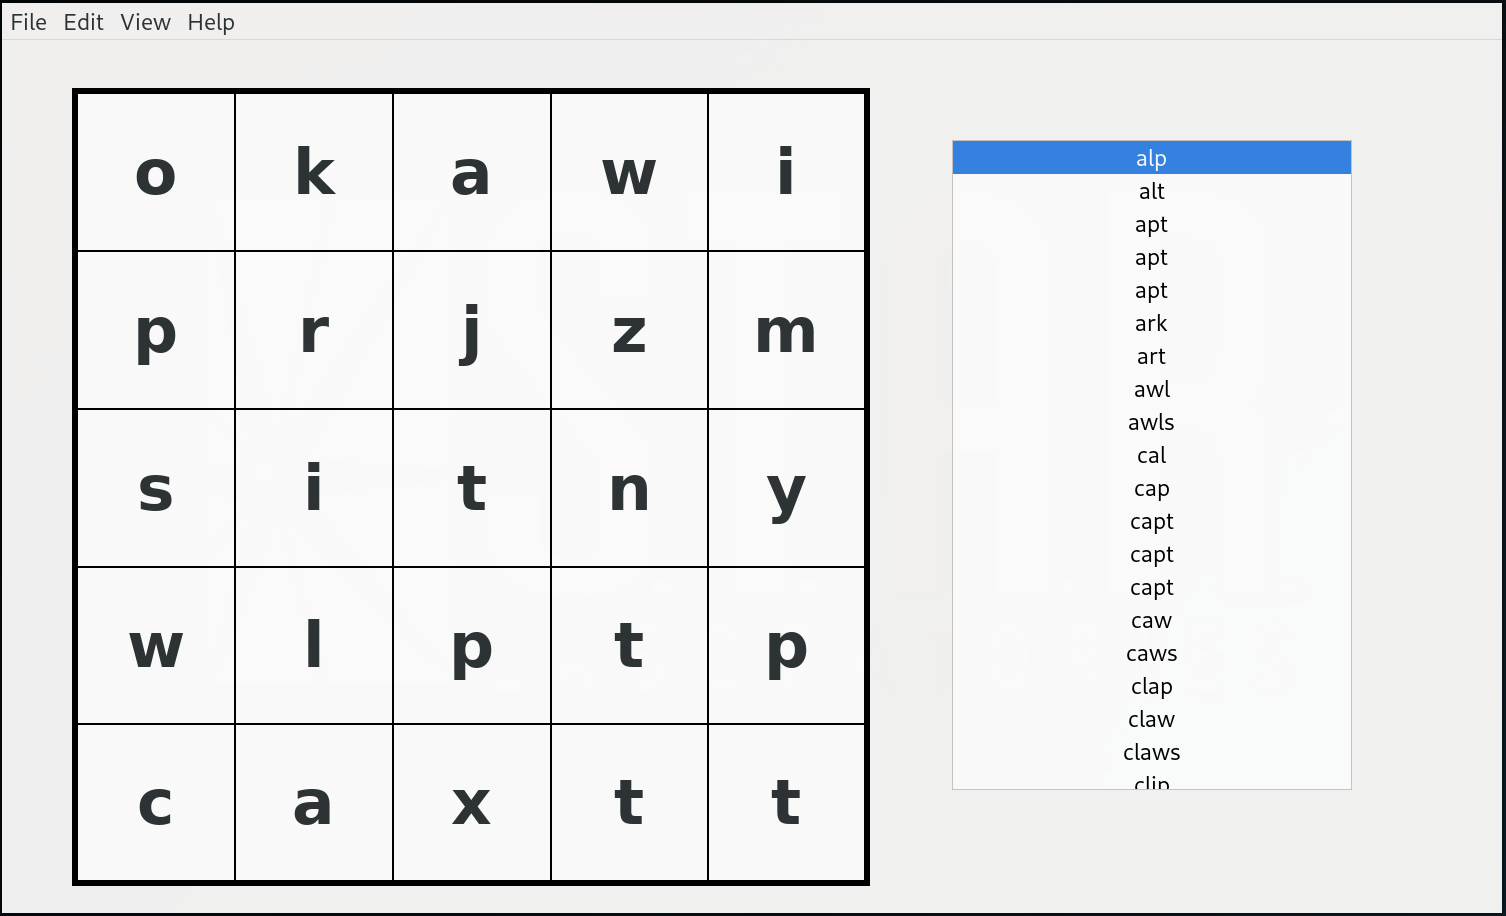 File Edit View Help
o k a w i
p r j z m
s i t n y
w l p t p
c a x t t
alp
alt
apt
apt
apt
ark
art
awl
awls
cal
cap
capt
capt
capt
caw
caws
clap
claw
claws
clip